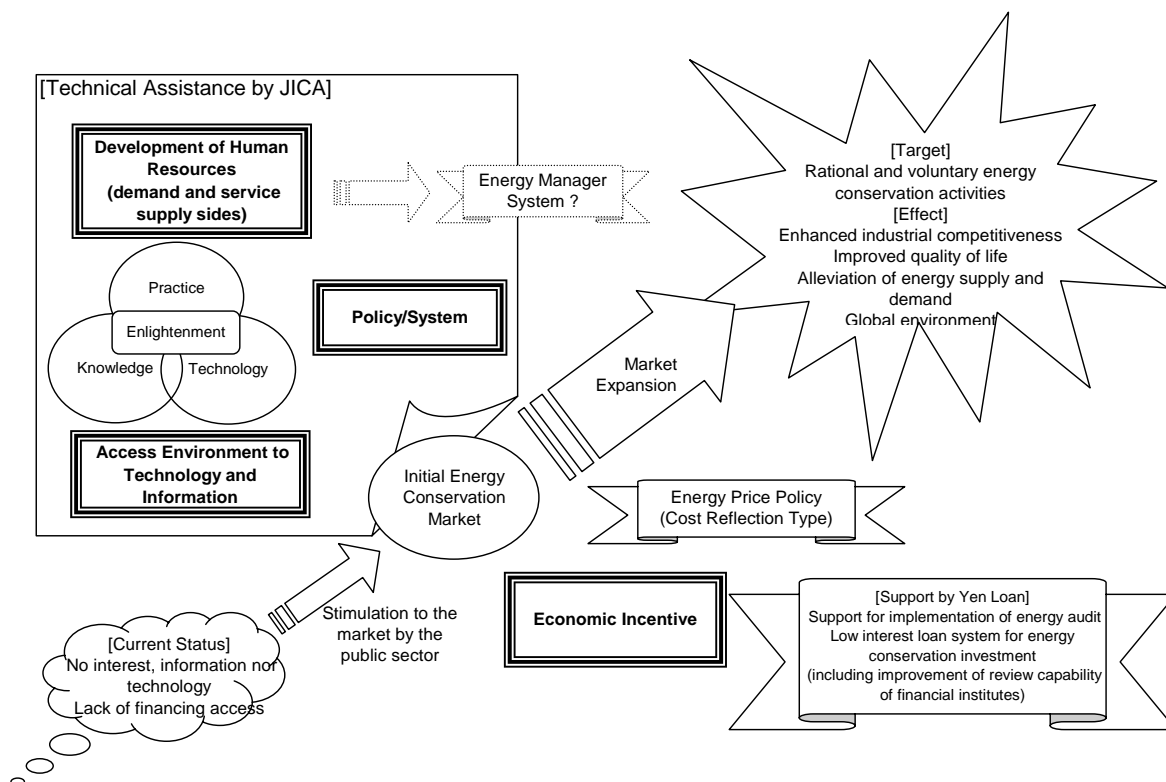 [Technical Assistance by JICA]
Development of Human
Resources
(demand and service
supply sides)
Energy Manager
System ?
[Target]
Rational and voluntary energy
conservation activities
[Effect]
Enhanced industrial competitiveness
Improved quality of life
Alleviation of energy supply and
demand
Global environment
Practice
Enlightenment
Knowledge
Technology
Policy/System
Market
Expansion
Access Environment to
Technology and
Information
Initial Energy
Conservation
Market
Energy Price Policy
(Cost Reflection Type)
Stimulation to the
market by the
public sector
Economic Incentive
[Support by Yen Loan]
Support for implementation of energy audit
Low interest loan system for energy
conservation investment
(including improvement of review capability
of financial institutes)
[Current Status]
No interest, information nor
technology
Lack of financing access